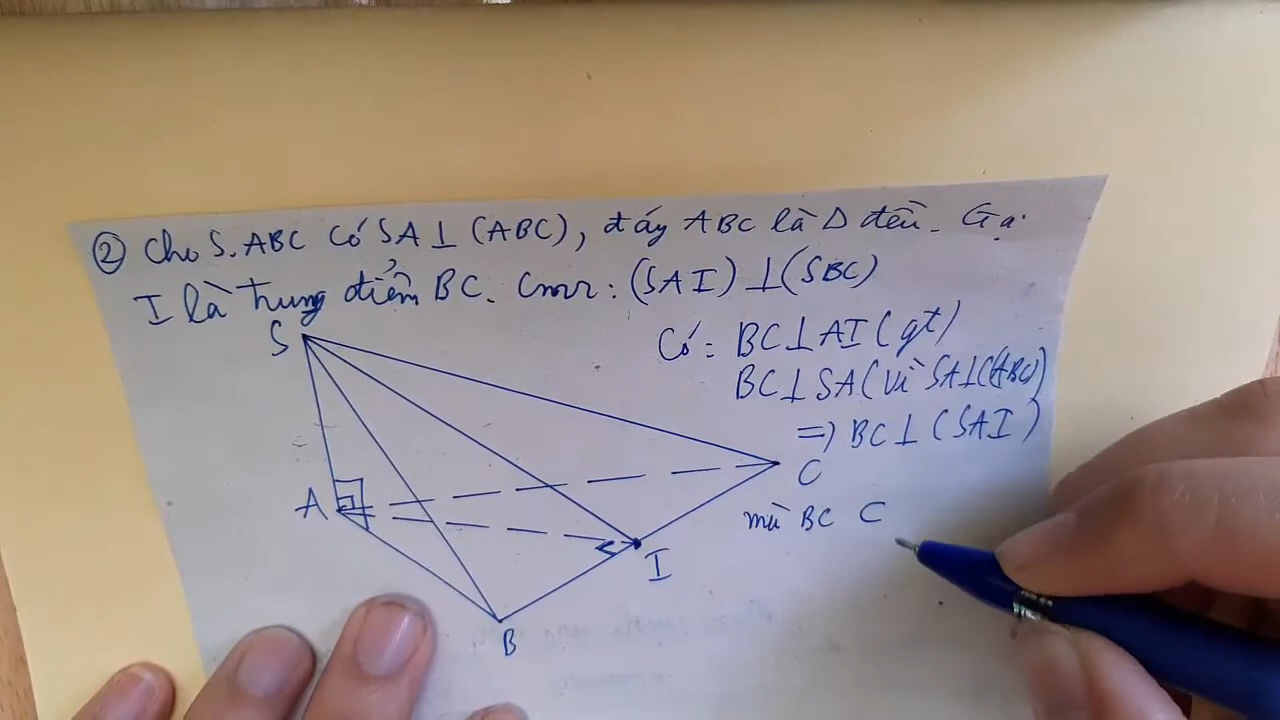 ② Cho S.ABC có SA⊥(ABC), đáy ABC là Δ đều. Gọi
I là trung điểm BC. Cmr: (SAI)⊥(SBC)
S
Có: BC⊥AI (gt)
BC⊥SA (vì SA⊥(ABC)
=) BC⊥(SAI)
C
A
mà BC ⊂
I
B